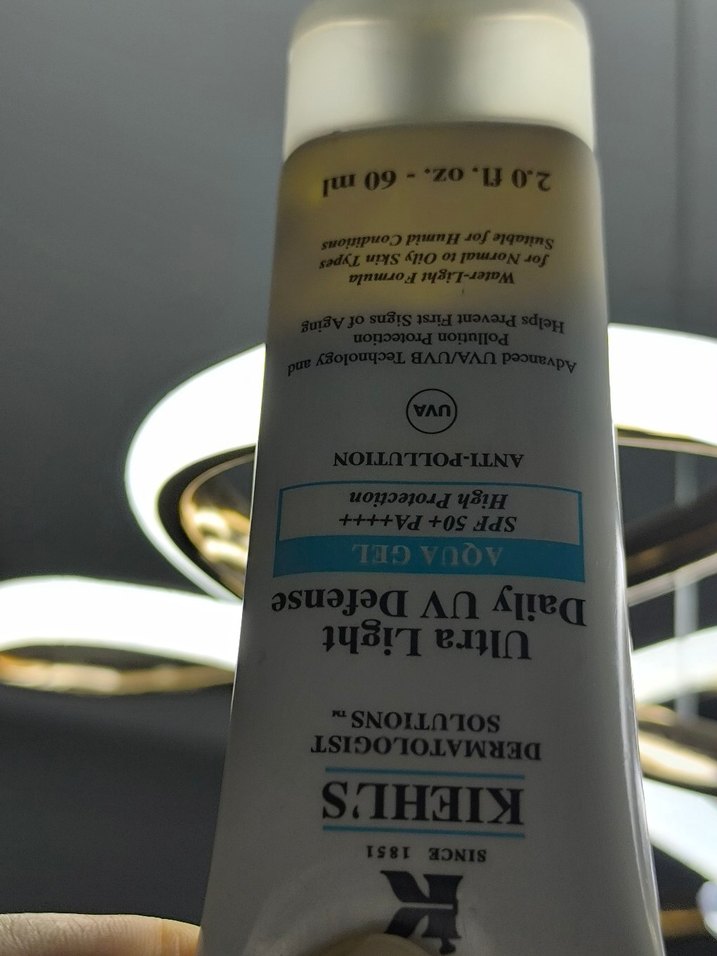 K
SINCE 1851
KIEHL'S
DERMATOLOGIST
SOLUTIONS™
Ultra Light
Daily UV Defense
AQUA GEL
SPF 50+ PA++++
High Protection
ANTI-POLLUTION
UVA
Advanced UVA/UVB Technology and
Pollution Protection
Helps Prevent First Signs of Aging
Water-Light Formula
for Normal to Oily Skin Types
Suitable for Humid Conditions
2.0 fl. oz. - 60 ml